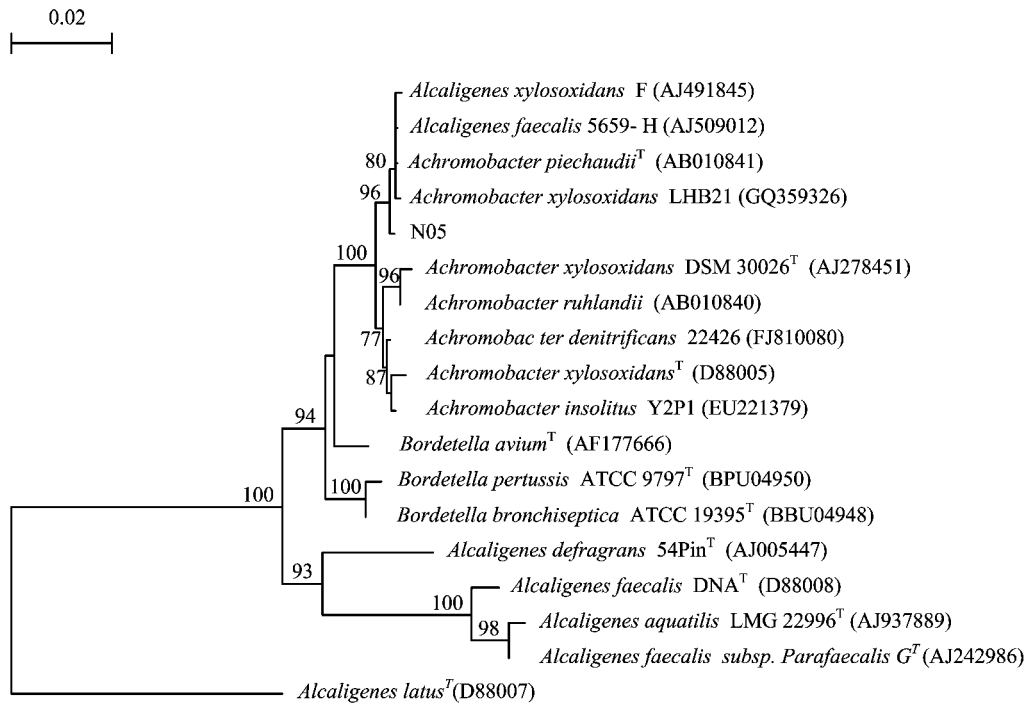 0.02
Alcaligenes xylosoxidans F (AJ491845)
Alcaligenes faecalis 5659- H (AJ509012)
80 Achromobacter piechaudii^T (AB010841)
96 Achromobacter xylosoxidans LHB21 (GQ359326)
N05
100
96 Achromobacter xylosoxidans DSM 30026^T (AJ278451)
Achromobacter ruhlandii (AB010840)
77 Achromobac ter denitrificans 22426 (FJ810080)
87 Achromobacter xylosoxidans^T (D88005)
Achromobacter insolitus Y2P1 (EU221379)
94
Bordetella avium^T (AF177666)
100 Bordetella pertussis ATCC 9797^T (BPU04950)
100
Bordetella bronchiseptica ATCC 19395^T (BBU04948)
Alcaligenes defragrans 54Pin^T (AJ005447)
93
Alcaligenes faecalis DNA^T (D88008)
100
98 Alcaligenes aquatilis LMG 22996^T (AJ937889)
Alcaligenes faecalis subsp. Parafaecalis G^T (AJ242986)
Alcaligenes latus^T(D88007)